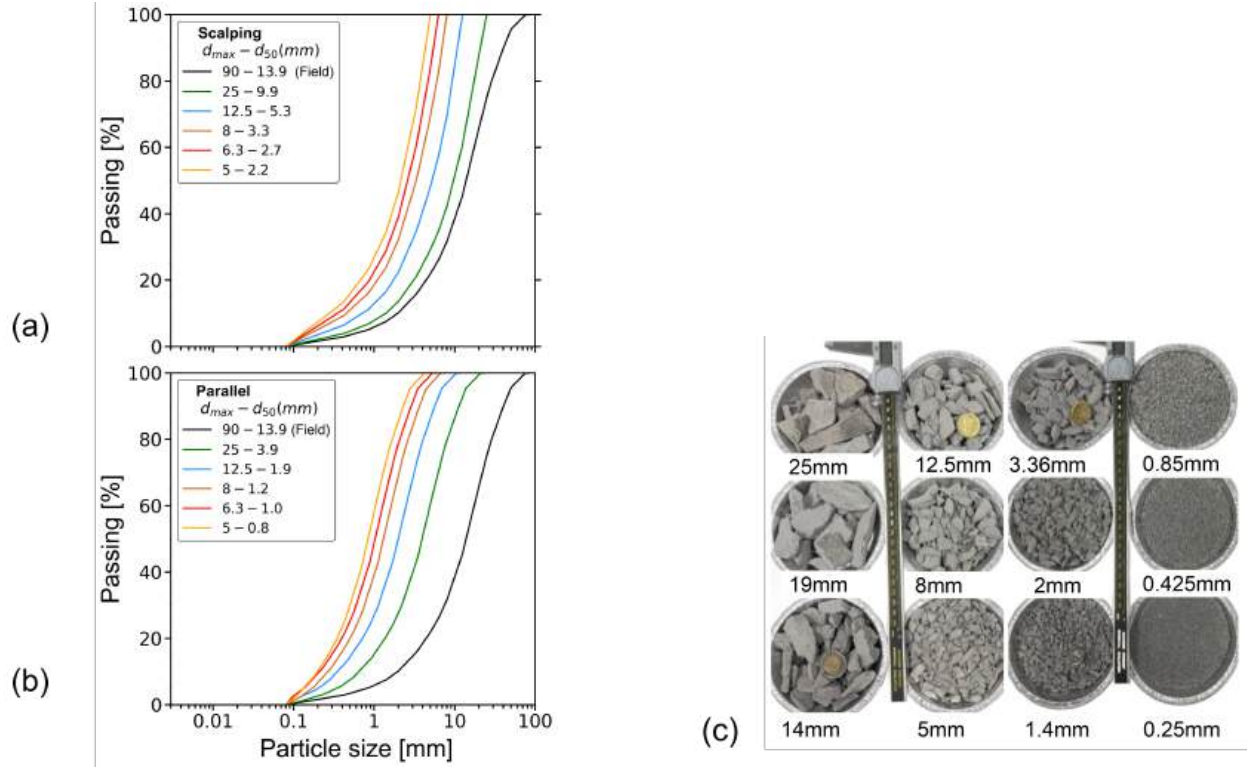 (a)
Passing [%]
100
80
60
40
20
0
Scalping
d_max − d_50(mm)
90 − 13.9 (Field)
25 − 9.9
12.5 − 5.3
8 − 3.3
6.3 − 2.7
5 − 2.2
(b)
Passing [%]
100
80
60
40
20
0
Parallel
d_max − d_50(mm)
90 − 13.9 (Field)
25 − 3.9
12.5 − 1.9
8 − 1.2
6.3 − 1.0
5 − 0.8
0.01 0.1 1 10 100
Particle size [mm]
(c)
25mm 12.5mm 3.36mm 0.85mm
19mm 8mm 2mm 0.425mm
14mm 5mm 1.4mm 0.25mm